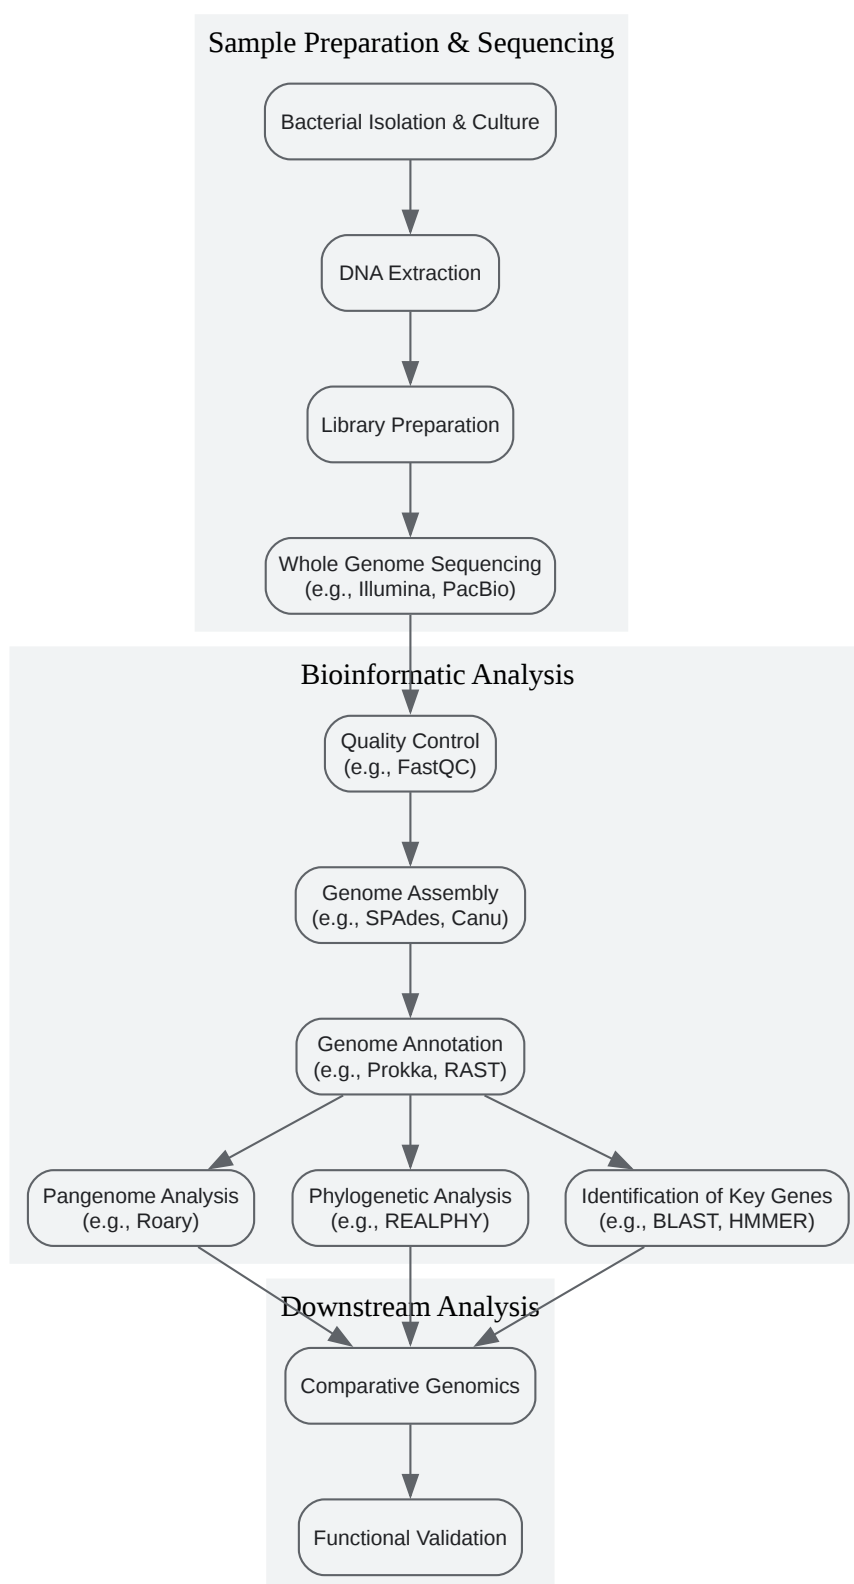 Sample Preparation & Sequencing
Bacterial Isolation & Culture
DNA Extraction
Library Preparation
Whole Genome Sequencing
(e.g., Illumina, PacBio)
Bioinformatic Analysis
Quality Control
(e.g., FastQC)
Genome Assembly
(e.g., SPAdes, Canu)
Genome Annotation
(e.g., Prokka, RAST)
Pangenome Analysis
(e.g., Roary)
Phylogenetic Analysis
(e.g., REALPHY)
Identification of Key Genes
(e.g., BLAST, HMMER)
Downstream Analysis
Comparative Genomics
Functional Validation